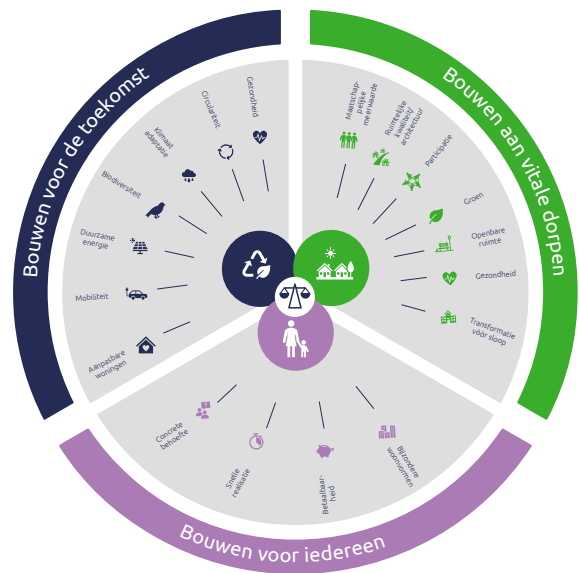 Bouwen voor de toekomst
Gezondheid
Circulariteit
Klimaat
adaptatie
Biodiversiteit
Duurzame
energie
Mobiliteit
Aanpasbare
woningen
Bouwen aan vitale dorpen
Maatschap-
pelijke
meerwaarde
Ruimtelijke
kwaliteit/
architectuur
Participatie
Groen
Openbare
ruimte
Gezondheid
Transformatie
vóór sloop
Bouwen voor iedereen
Concrete
behoefte
Snelle
realisatie
Betaalbaar-
heid
Bijzondere
woonvormen